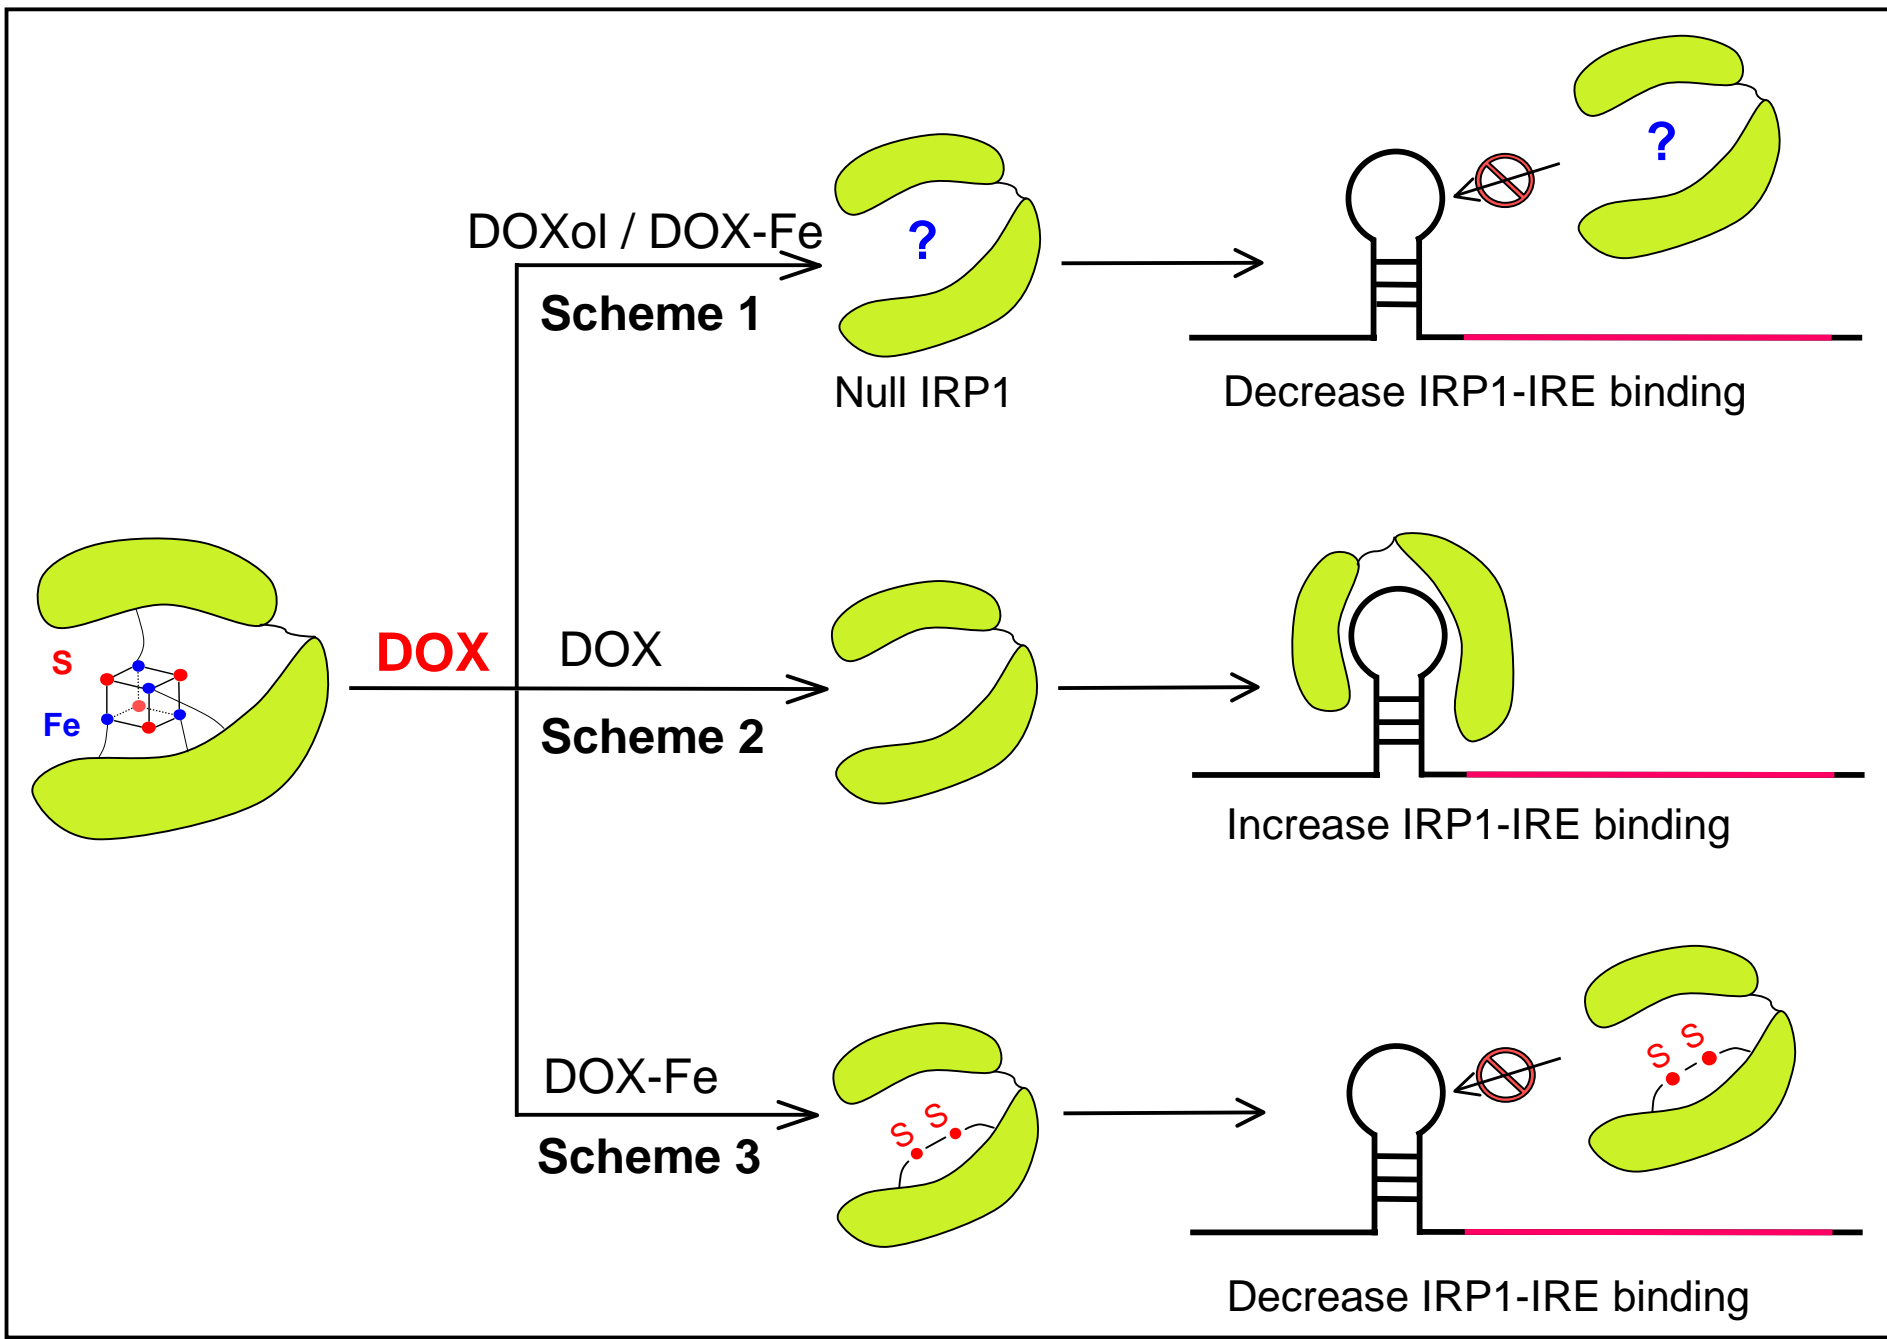 ?
?
DOXol / DOX-Fe
Scheme 1
Null IRP1
Decrease IRP1-IRE binding
S
Fe
DOX
DOX
Scheme 2
Increase IRP1-IRE binding
DOX-Fe
Scheme 3
S S
S S
Decrease IRP1-IRE binding